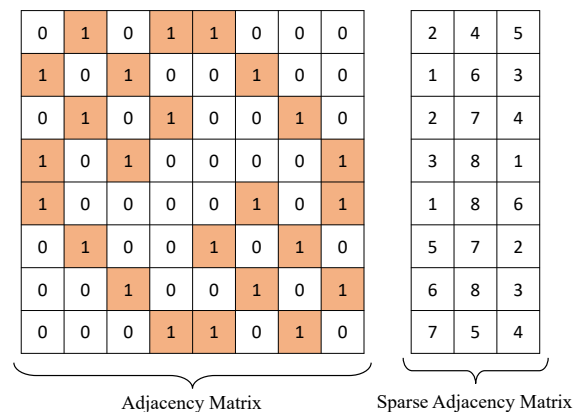 0 1 0 1 1 0 0 0 2 4 5
1 0 1 0 0 1 0 0 1 6 3
0 1 0 1 0 0 1 0 2 7 4
1 0 1 0 0 0 0 1 3 8 1
1 0 0 0 0 1 0 1 1 8 6
0 1 0 0 1 0 1 0 5 7 2
0 0 1 0 0 1 0 1 6 8 3
0 0 0 1 1 0 1 0 7 5 4
Adjacency Matrix Sparse Adjacency Matrix